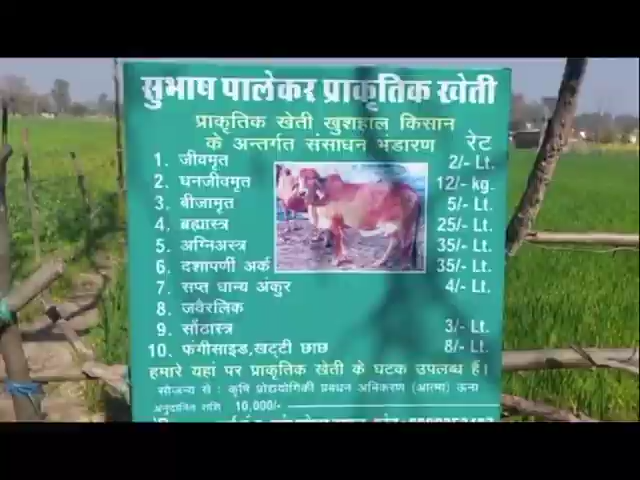 सुभाष पालेकर प्राकृतिक खेती
प्राकृतिक खेती खुशहाल किसान
के अन्तर्गत संसाधन भंडारण रेट
1. जीवमृत 2/- Lt.
2. घनजीवमृत 12/- kg.
3. बीजामृत 5/- Lt.
4, ब्रह्मास्त्र 25/- Lt.
5. अग्निअस्त्र 35/- Lt.
6. दशापर्णी अर्क 35/- Lt.
7. सप्त धान्य अंकुर 4/- Lt.
8. जवैरलिक
9. सौंठास्त्र 3/- Lt.
10. फंगीसाइड,खट्टी छाछ 8/- Lt.
हमारे यहां पर प्राकृतिक खेती के घटक उपलब्ध हैं।
सौजन्य से : कृषि प्रौद्योगिकी प्रबधन अभिकरण (आत्मा) ऊना
अनुदानित राशि 10,000/-